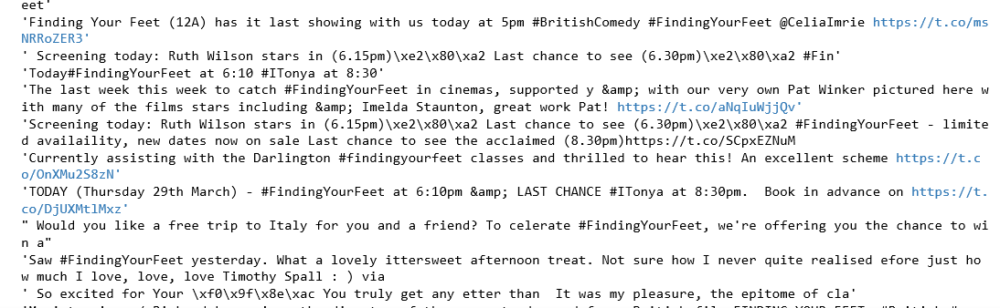 eet'
'Finding Your Feet (12A) has it last showing with us today at 5pm #BritishComedy #FindingYourFeet @CeliaImrie https://t.co/ms
NRRoZER3'
' Screening today: Ruth Wilson stars in (6.15pm)\xe2\x80\xa2 Last chance to see (6.30pm)\xe2\x80\xa2 #Fin'
'Today#FindingYourFeet at 6:10 #ITonya at 8:30'
'The last week this week to catch #FindingYourFeet in cinemas, supported y &amp; with our very own Pat Winker pictured here w
ith many of the films stars including &amp; Imelda Staunton, great work Pat! https://t.co/aNqIuWjjQv'
'Screening today: Ruth Wilson stars in (6.15pm)\xe2\x80\xa2 Last chance to see (6.30pm)\xe2\x80\xa2 #FindingYourFeet - limite
d availaility, new dates now on sale Last chance to see the acclaimed (8.30pm)https://t.co/SCpxEZNuM
'Currently assisting with the Darlington #findingyourfeet classes and thrilled to hear this! An excellent scheme https://t.c
o/OnXMu2S8zN'
'TODAY (Thursday 29th March) - #FindingYourFeet at 6:10pm &amp; LAST CHANCE #ITonya at 8:30pm.  Book in advance on https://t.
co/DjUXMtlMxz'
" Would you like a free trip to Italy for you and a friend? To celerate #FindingYourFeet, we're offering you the chance to wi
n a"
'Saw #FindingYourFeet yesterday. What a lovely ittersweet afternoon treat. Not sure how I never quite realised efore just ho
w much I love, love, love Timothy Spall : ) via
' So excited for Your \xf0\x9f\x8e\xac You truly get any etter than  It was my pleasure, the epitome of cla'